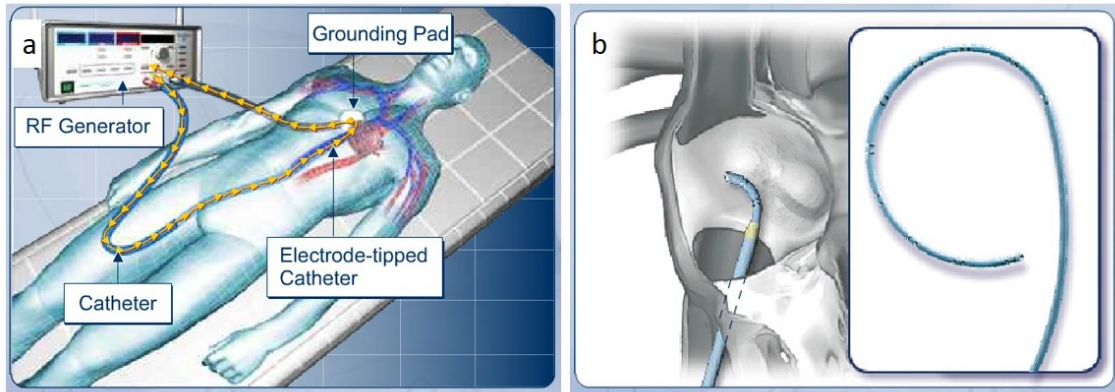 a
Grounding Pad
RF Generator
Electrode-tipped
Catheter
Catheter
b